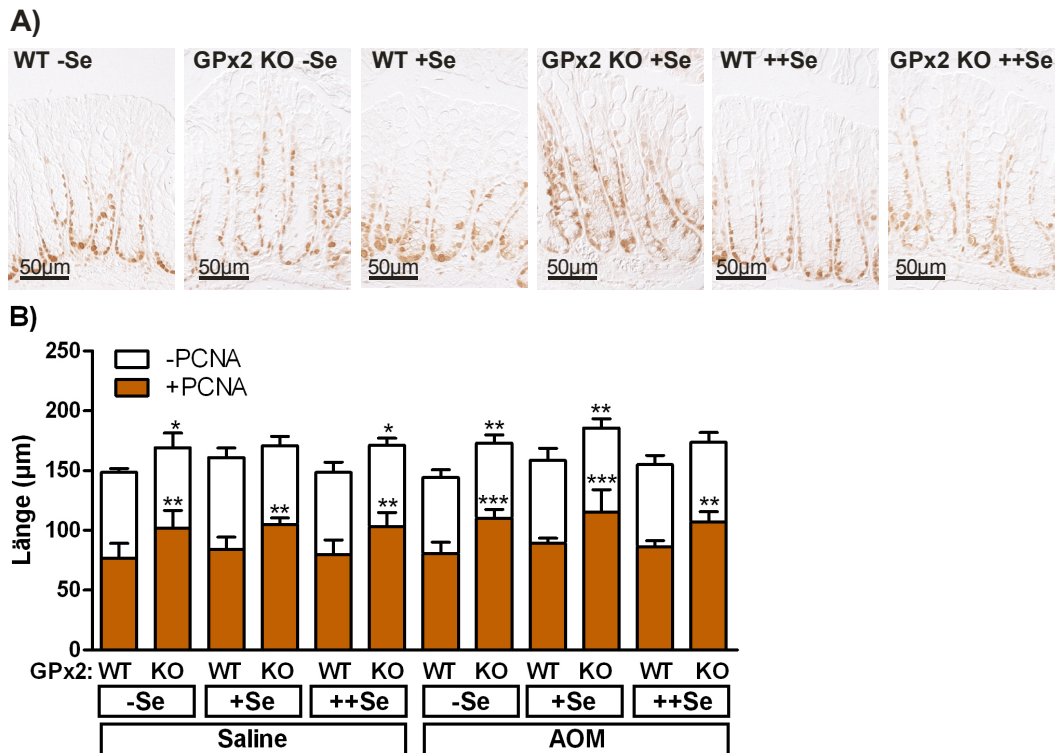 A)
WT -Se GPx2 KO -Se WT +Se GPx2 KO +Se WT ++Se GPx2 KO ++Se
50µm 50µm 50µm 50µm 50µm 50µm
B)
250
-PCNA
+PCNA
200
150
100
50
0
Länge (µm)
* * ** **
** ** ** *** *** **
GPx2: WT KO WT KO WT KO WT KO WT KO WT KO
-Se +Se ++Se -Se +Se ++Se
Saline AOM